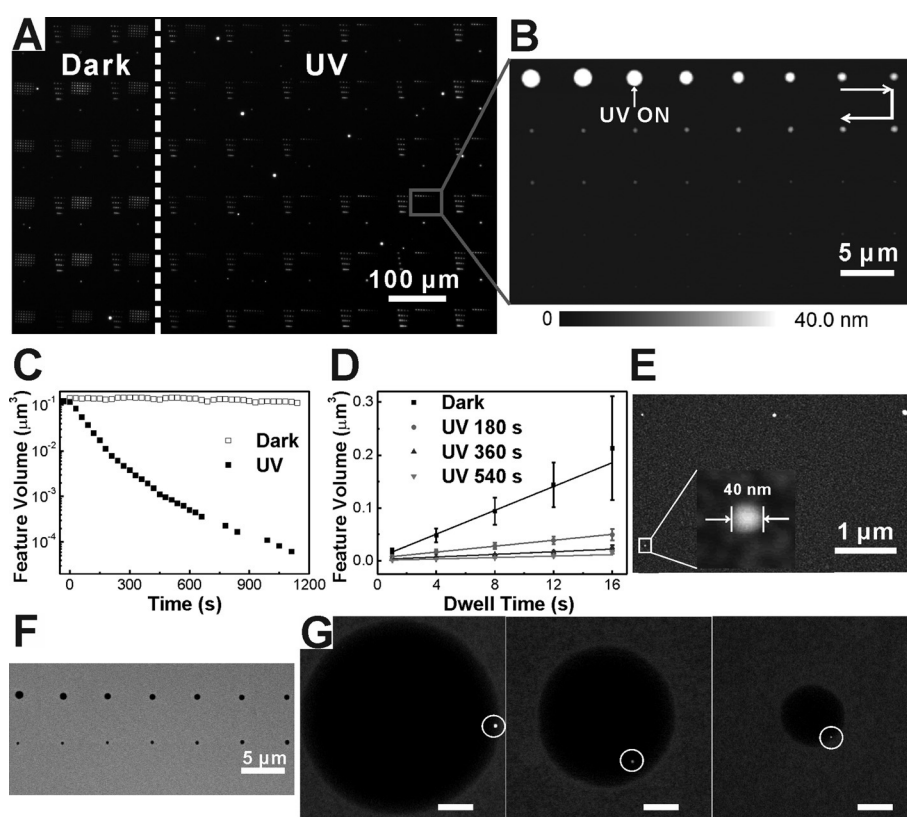 A
Dark
UV
100 µm
B
UV ON
5 µm
0
40.0 nm
C
Feature Volume (µm³)
10⁻¹
10⁻²
10⁻³
10⁻⁴
Dark
UV
0 300 600 900 1200
Time (s)
D
Feature Volume (µm³)
0.3
0.2
0.1
0.0
Dark
UV 180 s
UV 360 s
UV 540 s
0 4 8 12 16
Dwell Time (s)
E
40 nm
1 µm
F
5 µm
G